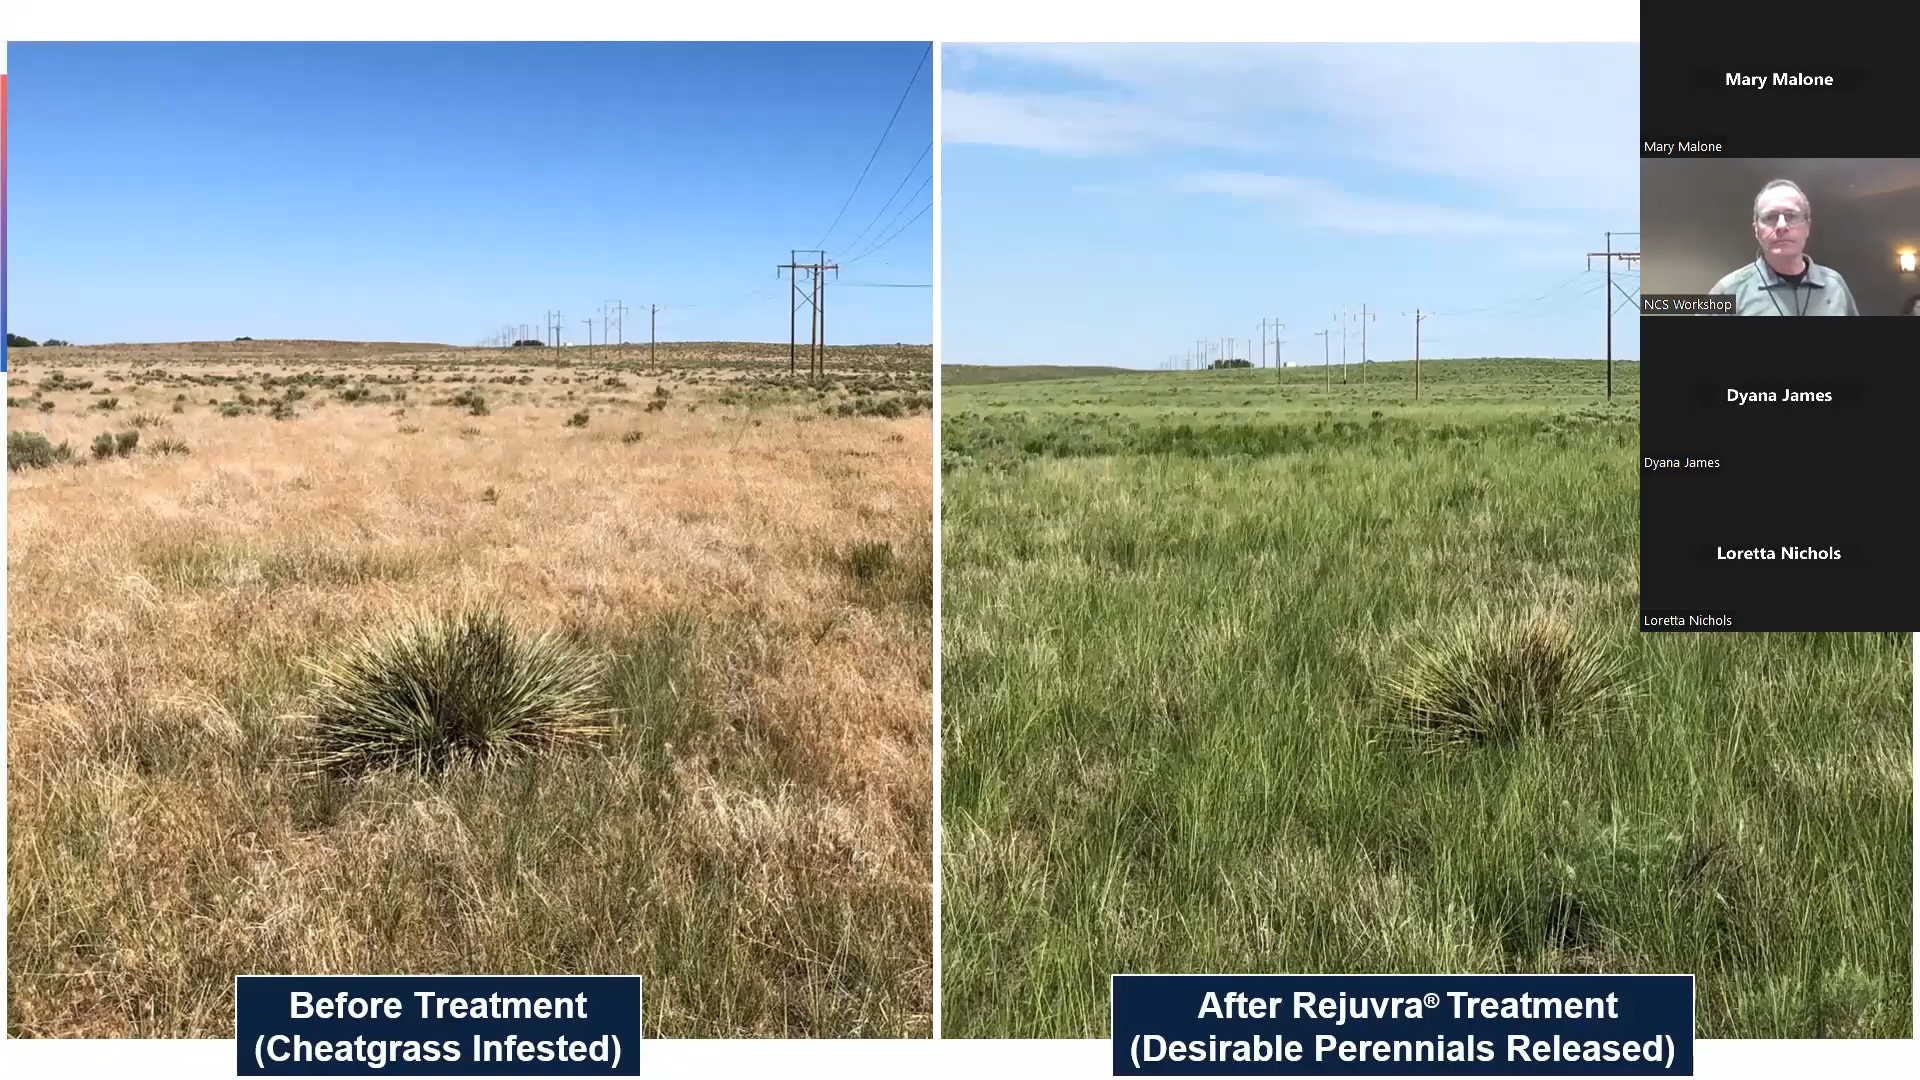 Before Treatment
(Cheatgrass Infested)
After Rejuvra® Treatment
(Desirable Perennials Released)
Mary Malone
Mary Malone
NCS Workshop
Dyana James
Dyana James
Loretta Nichols
Loretta Nichols